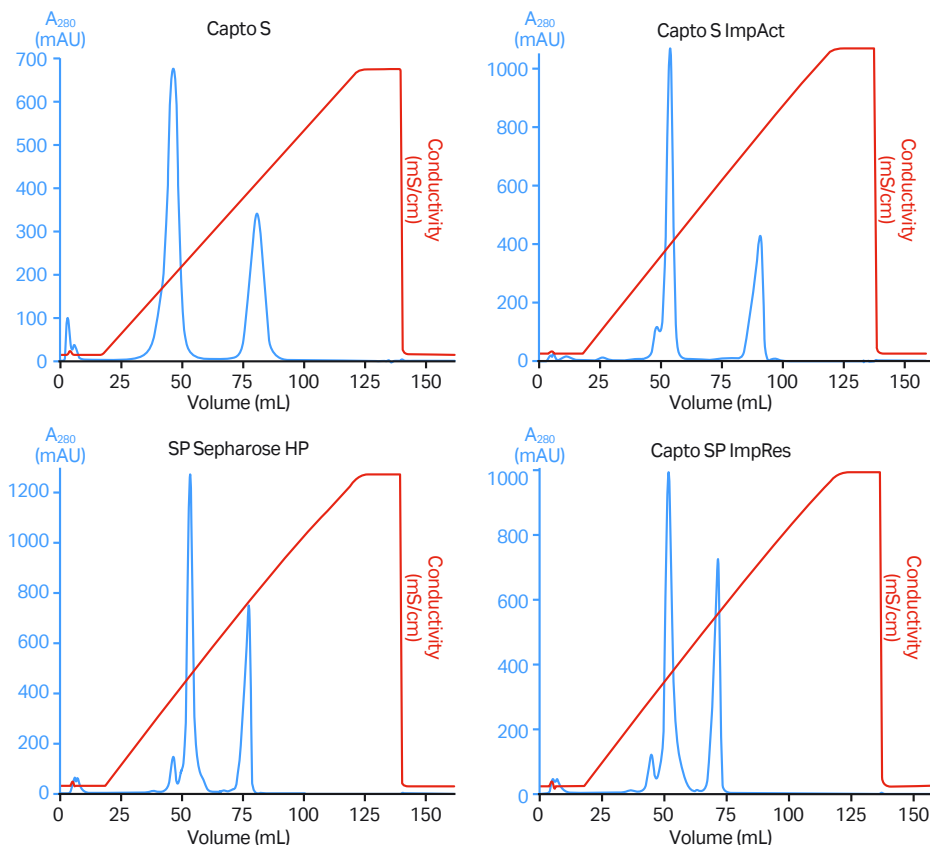 Capto S
A280
(mAU)
700
600
500
400
300
200
100
0
0 25 50 75 100 125 150
Volume (mL)
Conductivity
(mS/cm)
Capto S ImpAct
A280
(mAU)
1000
800
600
400
200
0
0 25 50 75 100 125 150
Volume (mL)
Conductivity
(mS/cm)
SP Sepharose HP
A280
(mAU)
1200
1000
800
600
400
200
0
0 25 50 75 100 125 150
Volume (mL)
Conductivity
(mS/cm)
Capto SP ImpRes
A280
(mAU)
1000
800
600
400
200
0
0 25 50 75 100 125 150
Volume (mL)
Conductivity
(mS/cm)